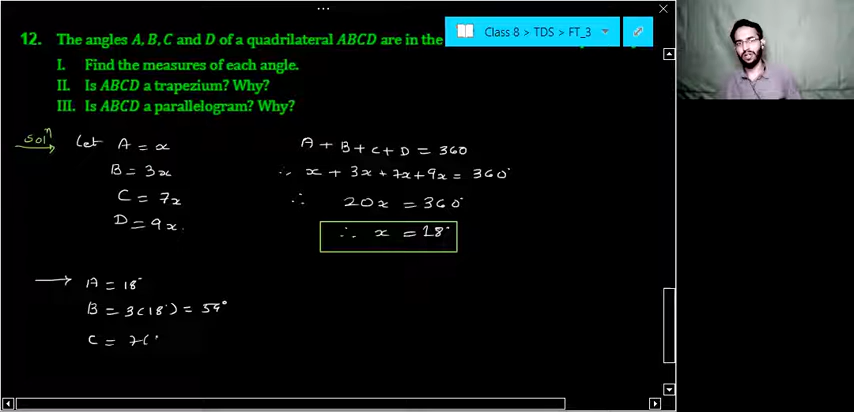 12. The angles A, B, C and D of a quadrilateral ABCD are in the
Class 8 > TDS > FT_3
I. Find the measures of each angle.
II. Is ABCD a trapezium? Why?
III. Is ABCD a parallelogram? Why?
Solⁿ Let A = x
B = 3x
C = 7x
D = 9x.
A + B + C + D = 360
∴ x + 3x + 7x + 9x = 360°
∴ 20x = 360°
∴ x = 18°
→ A = 18°
B = 3(18°) = 54°
C = 7(